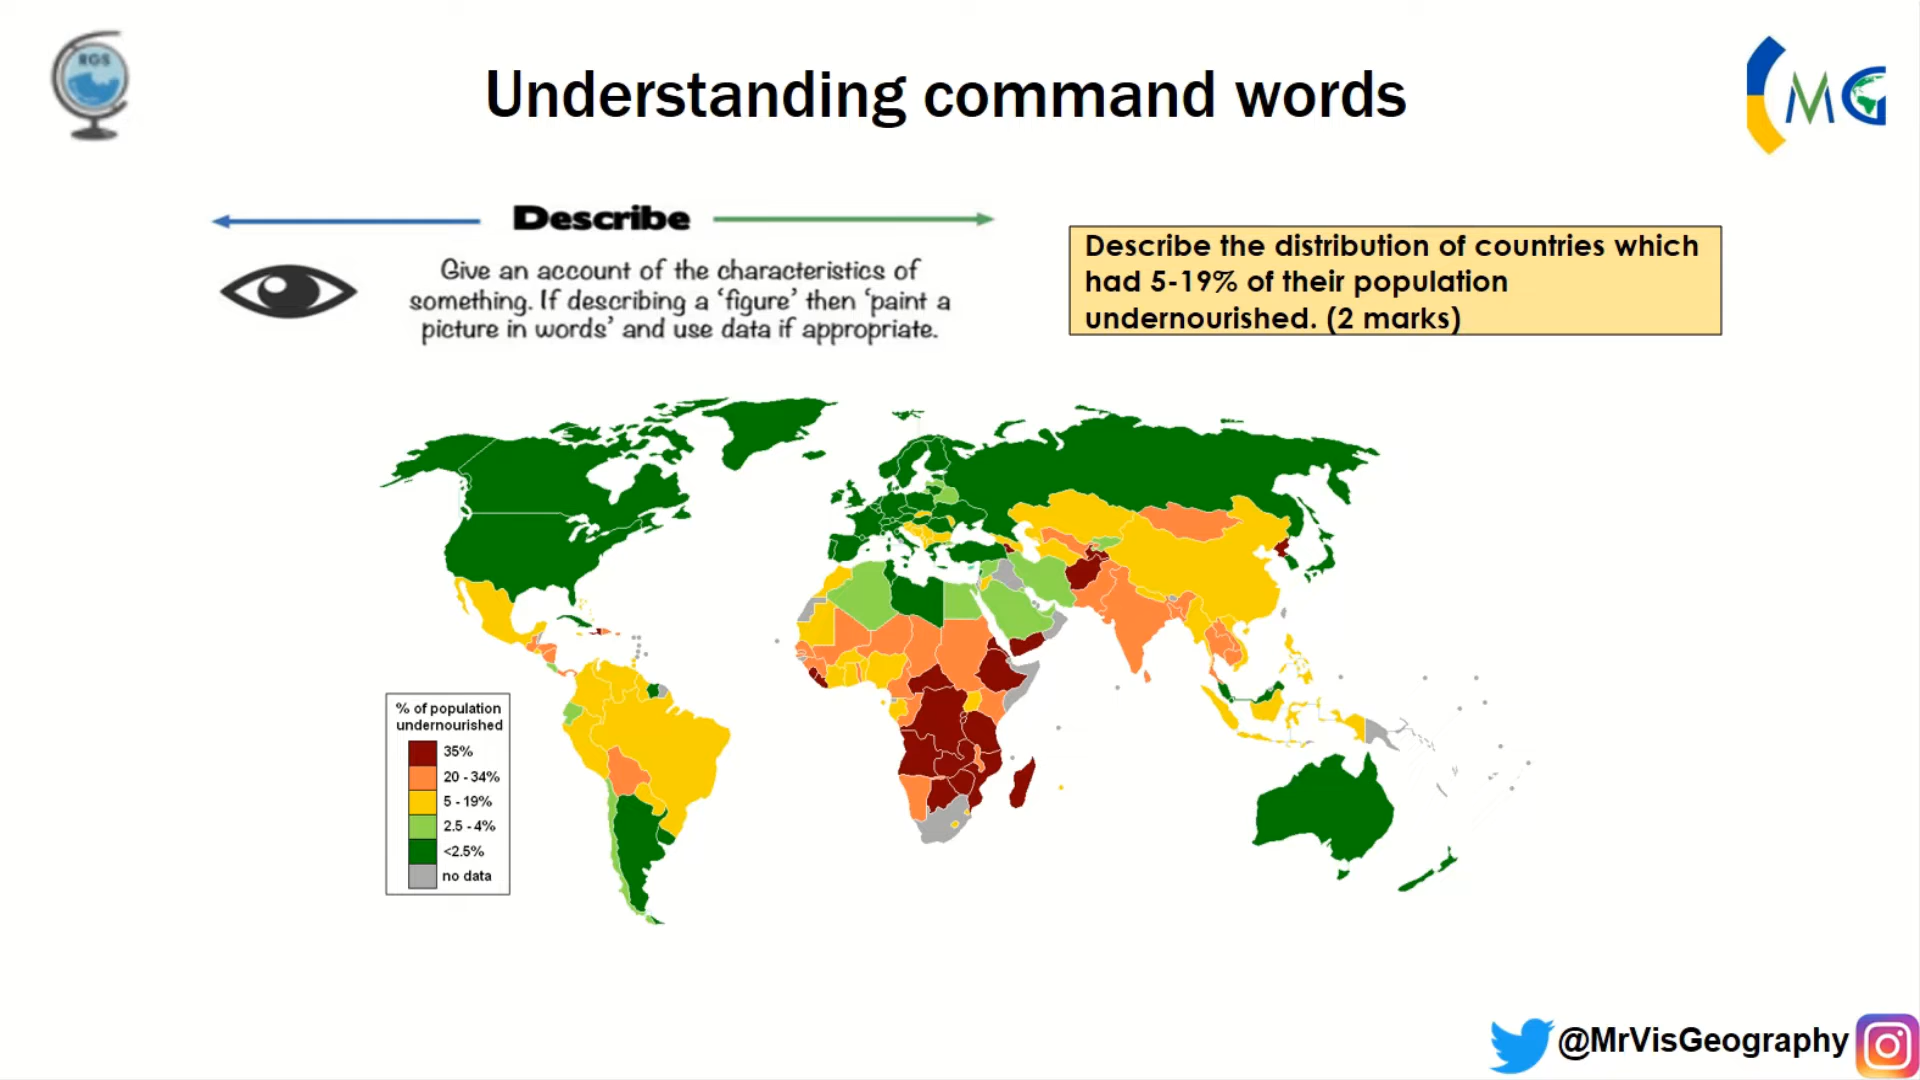 RGS
Understanding command words
MG
Describe
Give an account of the characteristics of
something. If describing a ‘figure’ then ‘paint a
picture in words’ and use data if appropriate.
Describe the distribution of countries which
had 5-19% of their population
undernourished. (2 marks)
% of population
undernourished
35%
20 - 34%
5 - 19%
2.5 - 4%
<2.5%
no data
@MrVisGeography